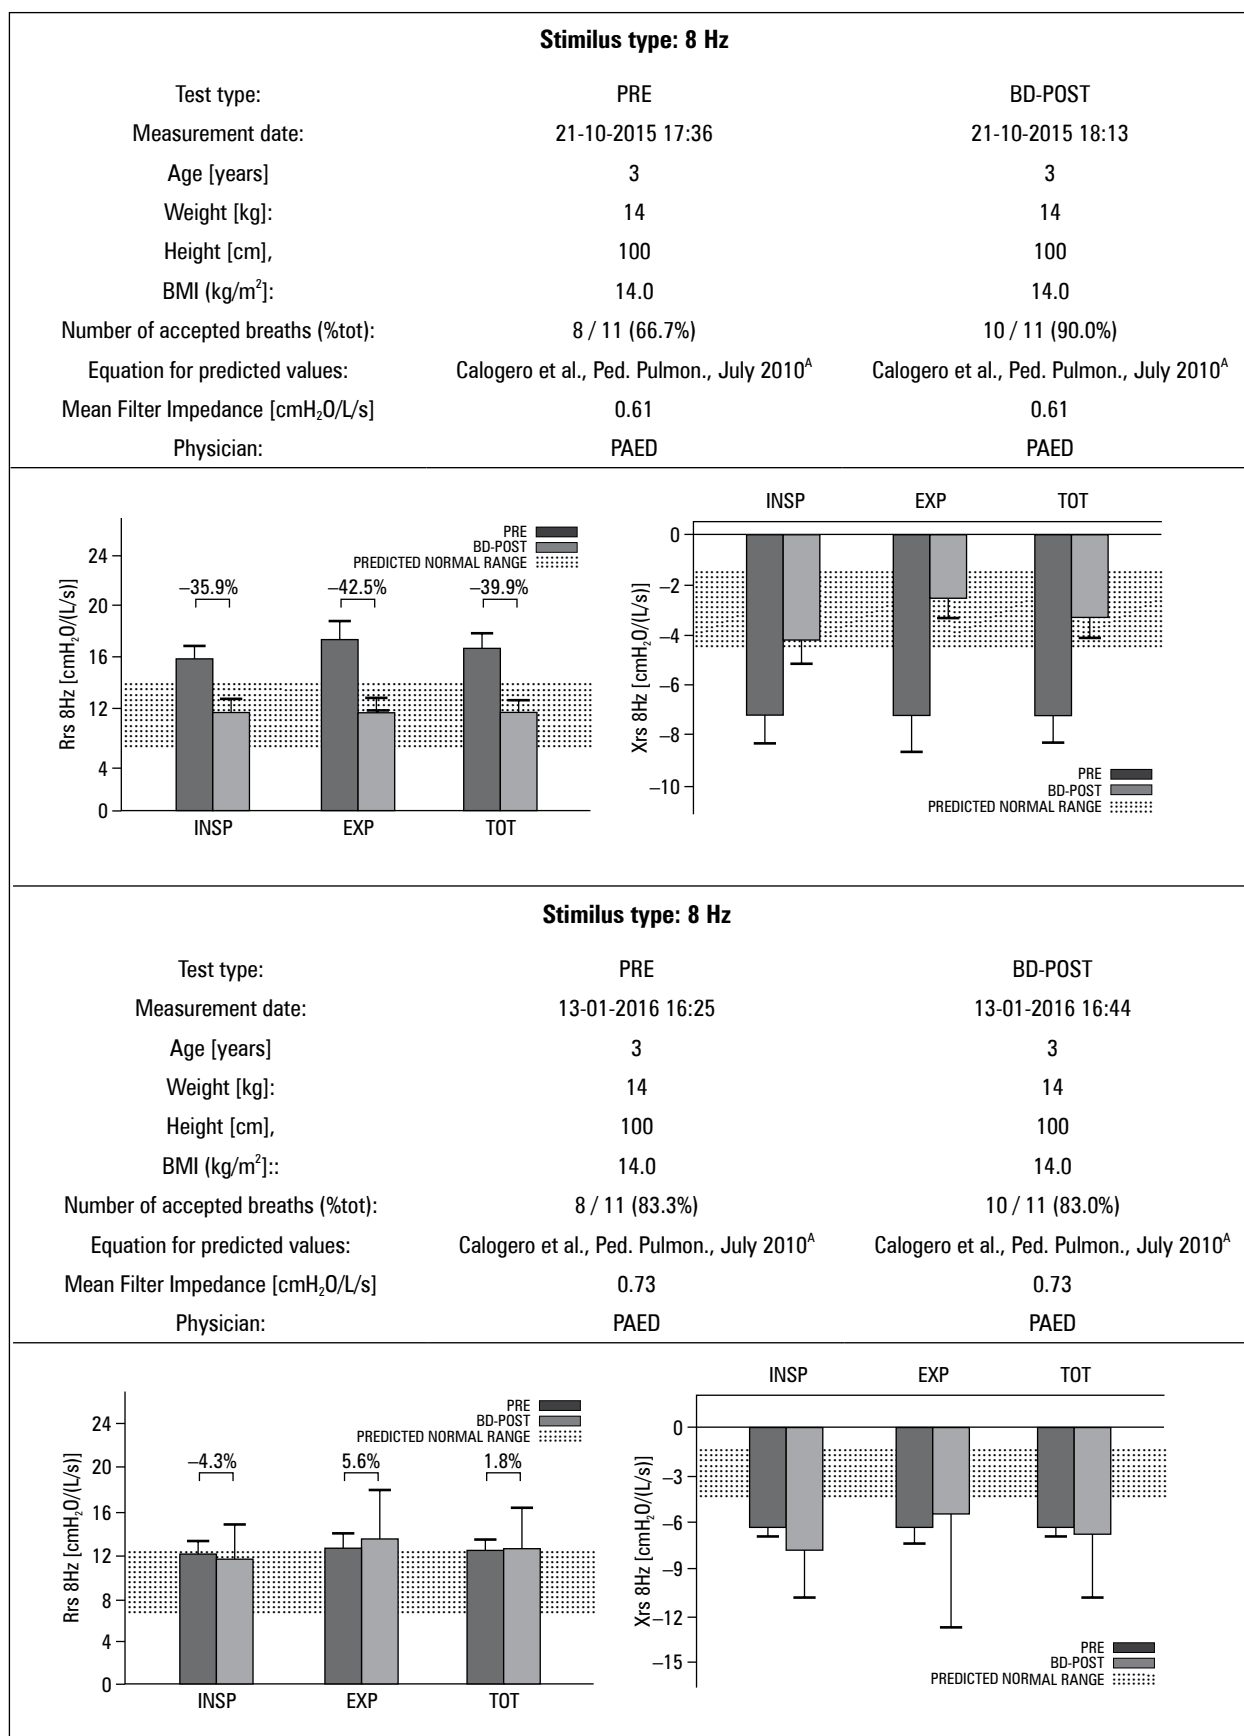 Stimilus type: 8 Hz
Test type: PRE BD-POST
Measurement date: 21-10-2015 17:36 21-10-2015 18:13
Age [years] 3 3
Weight [kg]: 14 14
Height [cm], 100 100
BMI (kg/m²]: 14.0 14.0
Number of accepted breaths (%tot): 8 / 11 (66.7%) 10 / 11 (90.0%)
Equation for predicted values: Calogero et al., Ped. Pulmon., July 2010ᴬ Calogero et al., Ped. Pulmon., July 2010ᴬ
Mean Filter Impedance [cmH₂O/L/s] 0.61 0.61
Physician: PAED PAED
PRE
BD-POST
PREDICTED NORMAL RANGE
Rrs 8Hz [cmH₂O/(L/s)]
24
20
16
12
4
0
–35.9% –42.5% –39.9%
INSP EXP TOT
INSP EXP TOT
Xrs 8Hz [cmH₂O/(L/s)]
0
–2
–4
–6
–8
–10
PRE
BD-POST
PREDICTED NORMAL RANGE
Stimilus type: 8 Hz
Test type: PRE BD-POST
Measurement date: 13-01-2016 16:25 13-01-2016 16:44
Age [years] 3 3
Weight [kg]: 14 14
Height [cm], 100 100
BMI (kg/m²]:: 14.0 14.0
Number of accepted breaths (%tot): 8 / 11 (83.3%) 10 / 11 (83.0%)
Equation for predicted values: Calogero et al., Ped. Pulmon., July 2010ᴬ Calogero et al., Ped. Pulmon., July 2010ᴬ
Mean Filter Impedance [cmH₂O/L/s] 0.73 0.73
Physician: PAED PAED
PRE
BD-POST
PREDICTED NORMAL RANGE
Rrs 8Hz [cmH₂O/(L/s)]
24
20
16
12
8
4
0
–4.3% 5.6% 1.8%
INSP EXP TOT
INSP EXP TOT
Xrs 8Hz [cmH₂O/(L/s)]
0
–3
–6
–9
–12
–15
PRE
BD-POST
PREDICTED NORMAL RANGE